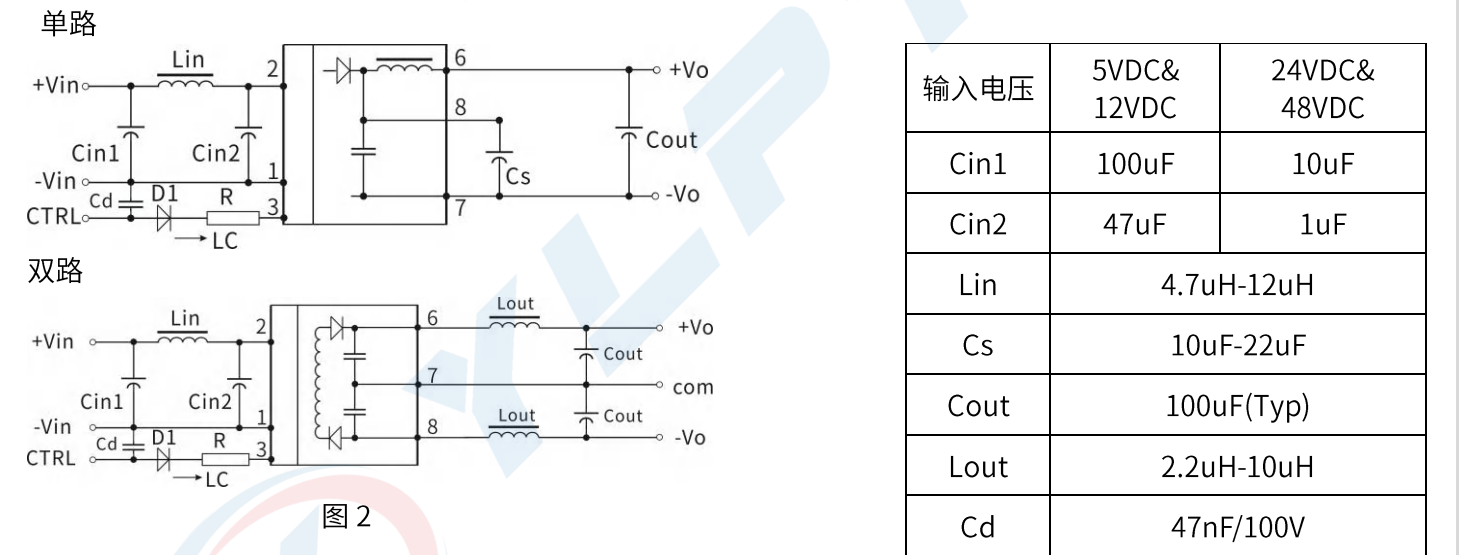 单路
Lin
+Vin
2
6
+Vo
8
Cin1
Cin2
Cout
-Vin
1
Cs
Cd
D1
R
3
-Vo
CTRL
7
LC
双路
Lin
2
6
Lout
+Vo
+Vin
Cout
7
com
Cin1
Cin2
-Vin
1
Lout
Cout
8
Cd
D1
R
3
-Vo
CTRL
LC
图 2
输入电压
5VDC&
12VDC
24VDC&
48VDC
Cin1 100uF 10uF
Cin2 47uF 1uF
Lin 4.7uH-12uH
Cs 10uF-22uF
Cout 100uF(Typ)
Lout 2.2uH-10uH
Cd 47nF/100V
YLPT